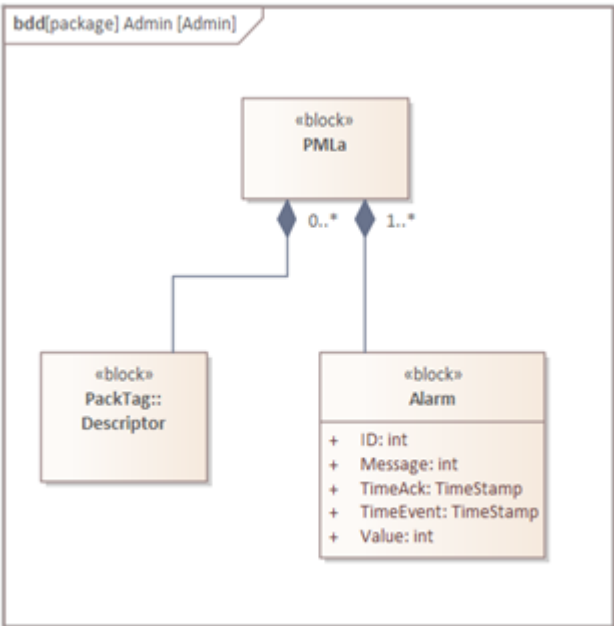 bdd[package] Admin [Admin]
«block»
PMLa
0..*
1..*
«block»
PackTag::
Descriptor
«block»
Alarm
+ ID: int
+ Message: int
+ TimeAck: TimeStamp
+ TimeEvent: TimeStamp
+ Value: int